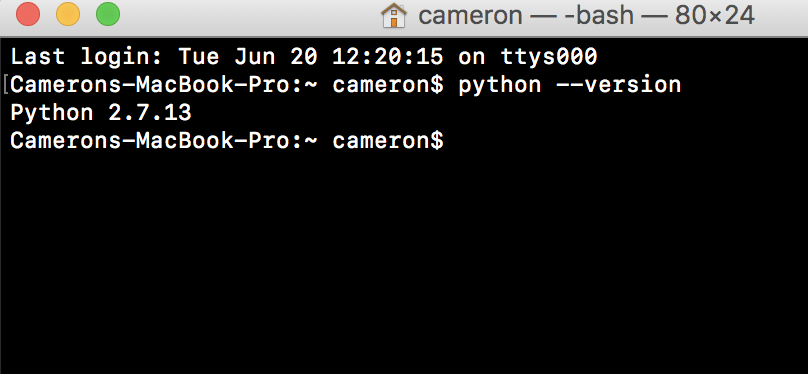 cameron — -bash — 80×24
Last login: Tue Jun 20 12:20:15 on ttys000
[Camerons-MacBook-Pro:~ cameron$ python --version
Python 2.7.13
Camerons-MacBook-Pro:~ cameron$